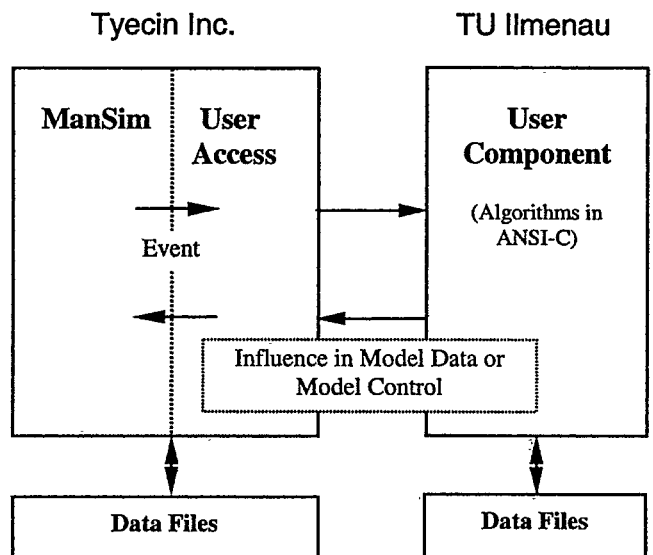 Tyecin Inc.
TU Ilmenau
ManSim
User
Access
User
Component
(Algorithms in
ANSI-C)
Event
Influence in Model Data or
Model Control
Data Files
Data Files